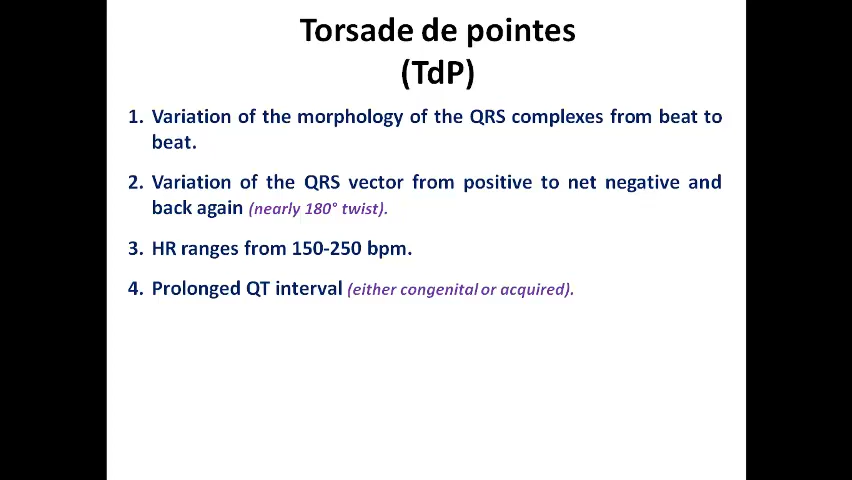 Torsade de pointes
(TdP)
1. Variation of the morphology of the QRS complexes from beat to
beat.
2. Variation of the QRS vector from positive to net negative and
back again (nearly 180° twist).
3. HR ranges from 150-250 bpm.
4. Prolonged QT interval (either congenital or acquired).